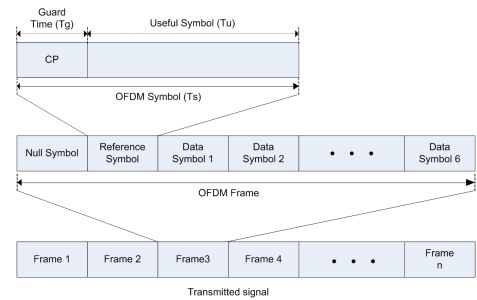 Guard
Time (Tg)
Useful Symbol (Tu)
CP
OFDM Symbol (Ts)
Null Symbol
Reference
Symbol
Data
Symbol 1
Data
Symbol 2
• • •
Data
Symbol 6
OFDM Frame
Frame 1
Frame 2
Frame3
Frame 4
• • •
Frame
n
Transmitted signal